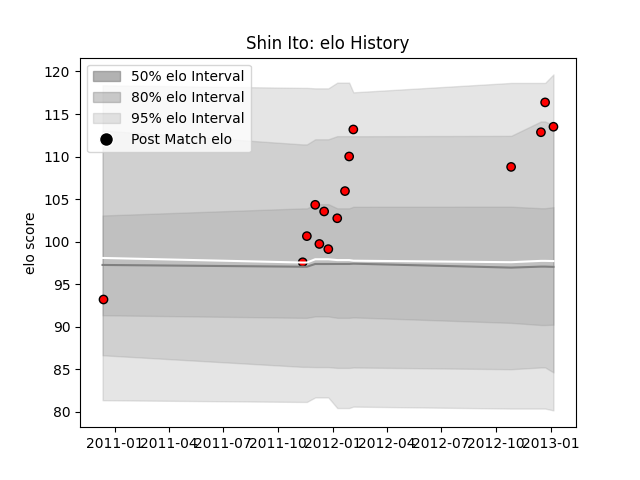 Shin Ito: elo History
120
115
110
105
100
95
90
85
80
elo score
50% elo Interval
80% elo Interval
95% elo Interval
Post Match elo
2011-01 2011-04 2011-07 2011-10 2012-01 2012-04 2012-07 2012-10 2013-01